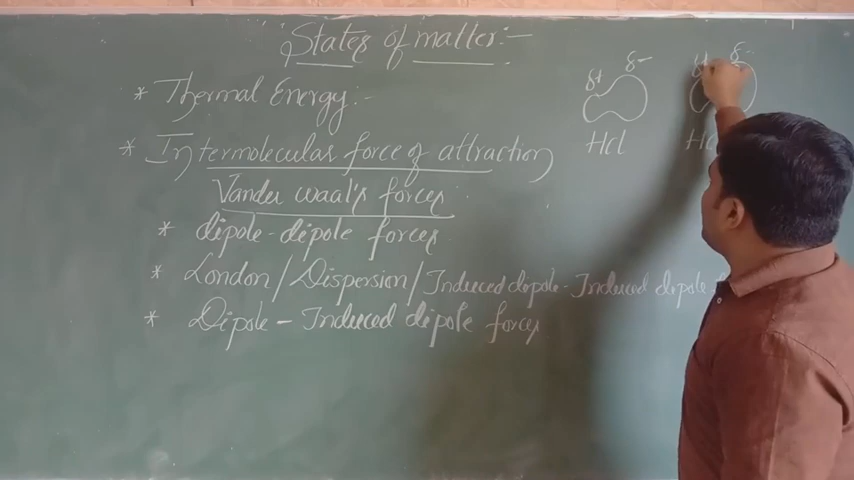 States of matter:-
* Thermal Energy:-
* Intermolecular force of attraction
Vander waal's forces
* dipole-dipole forces
* London/Dispersion/Induced dipole-Induced dipole
* Dipole - Induced dipole forces
δ+ δ-
HCl
δ-